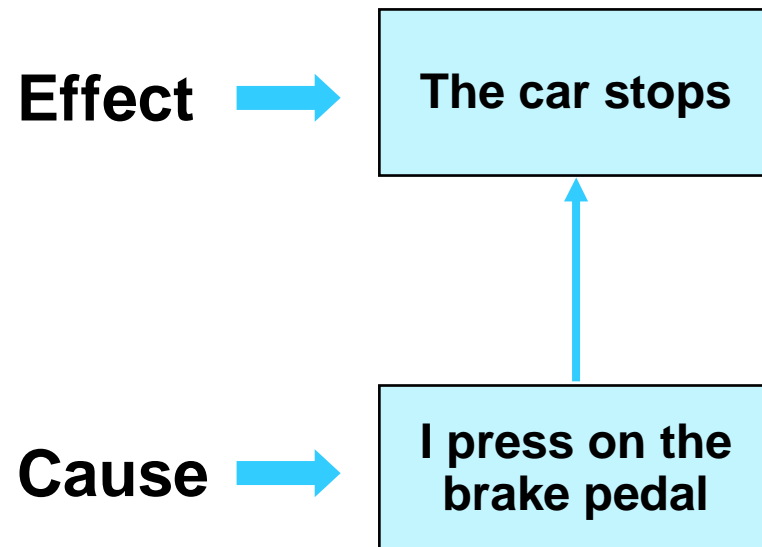 Effect
The car stops
Cause
I press on the
brake pedal